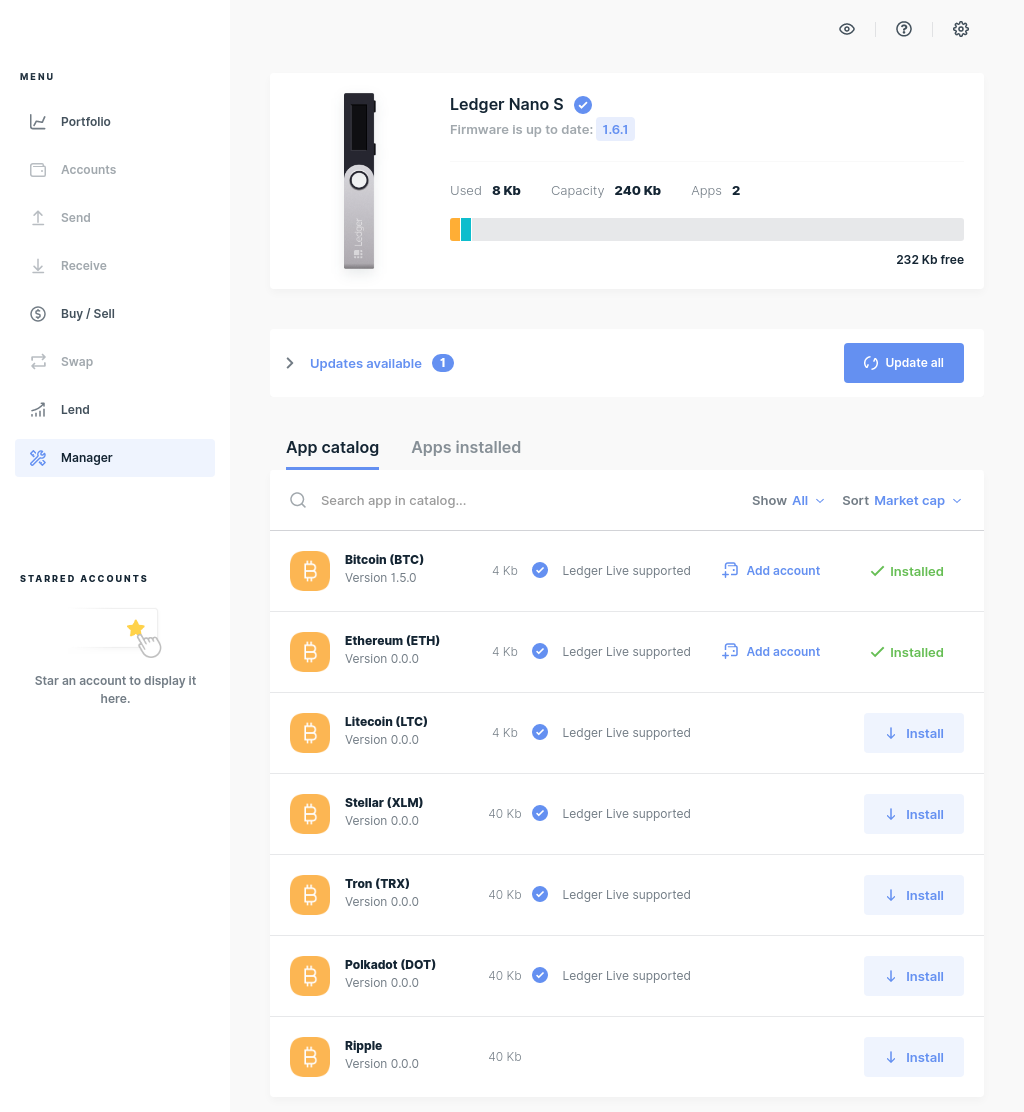 MENU
Portfolio
Accounts
Send
Receive
Buy / Sell
Swap
Lend
Manager
STARRED ACCOUNTS
Star an account to display it
here.
Ledger
Ledger Nano S
Firmware is up to date: 1.6.1
Used 8 Kb Capacity 240 Kb Apps 2
232 Kb free
Updates available 1
Update all
App catalog Apps installed
Search app in catalog... Show All Sort Market cap
Bitcoin (BTC)
Version 1.5.0
4 Kb Ledger Live supported Add account Installed
Ethereum (ETH)
Version 0.0.0
4 Kb Ledger Live supported Add account Installed
Litecoin (LTC)
Version 0.0.0
4 Kb Ledger Live supported Install
Stellar (XLM)
Version 0.0.0
40 Kb Ledger Live supported Install
Tron (TRX)
Version 0.0.0
40 Kb Ledger Live supported Install
Polkadot (DOT)
Version 0.0.0
40 Kb Ledger Live supported Install
Ripple
Version 0.0.0
40 Kb Install